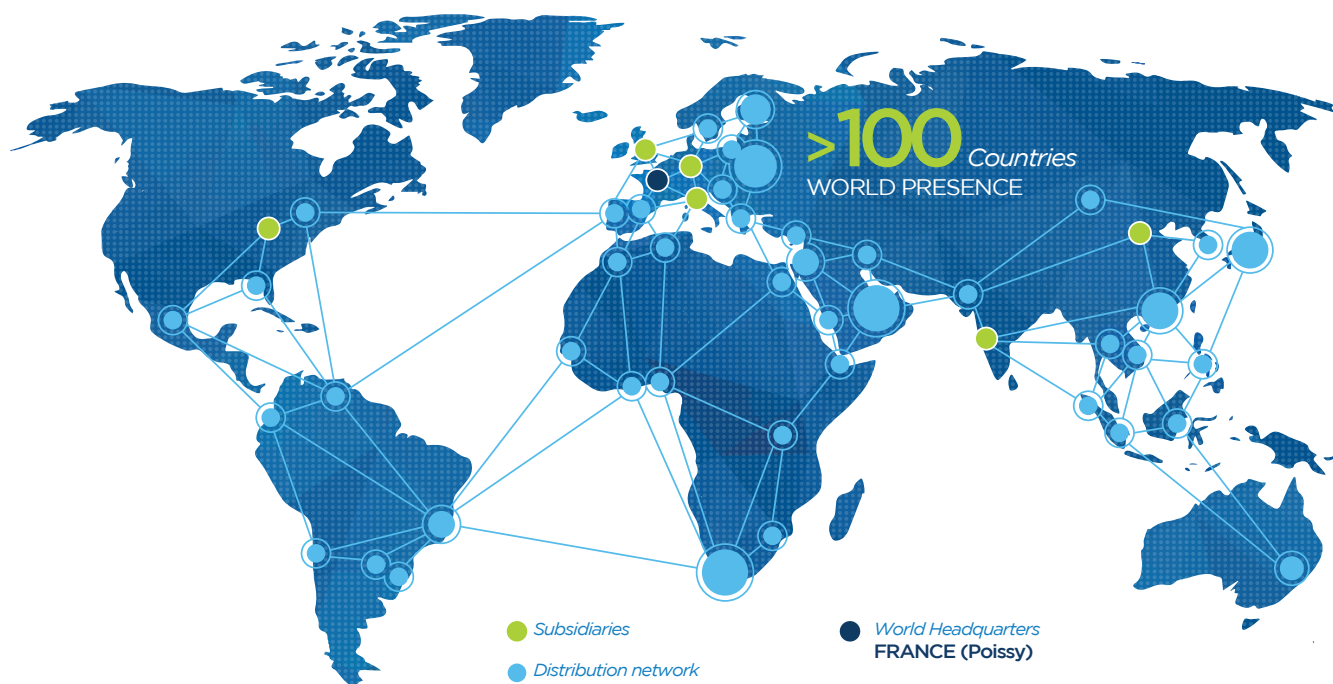 >100 Countries
WORLD PRESENCE
Subsidiaries
Distribution network
World Headquarters
FRANCE (Poissy)